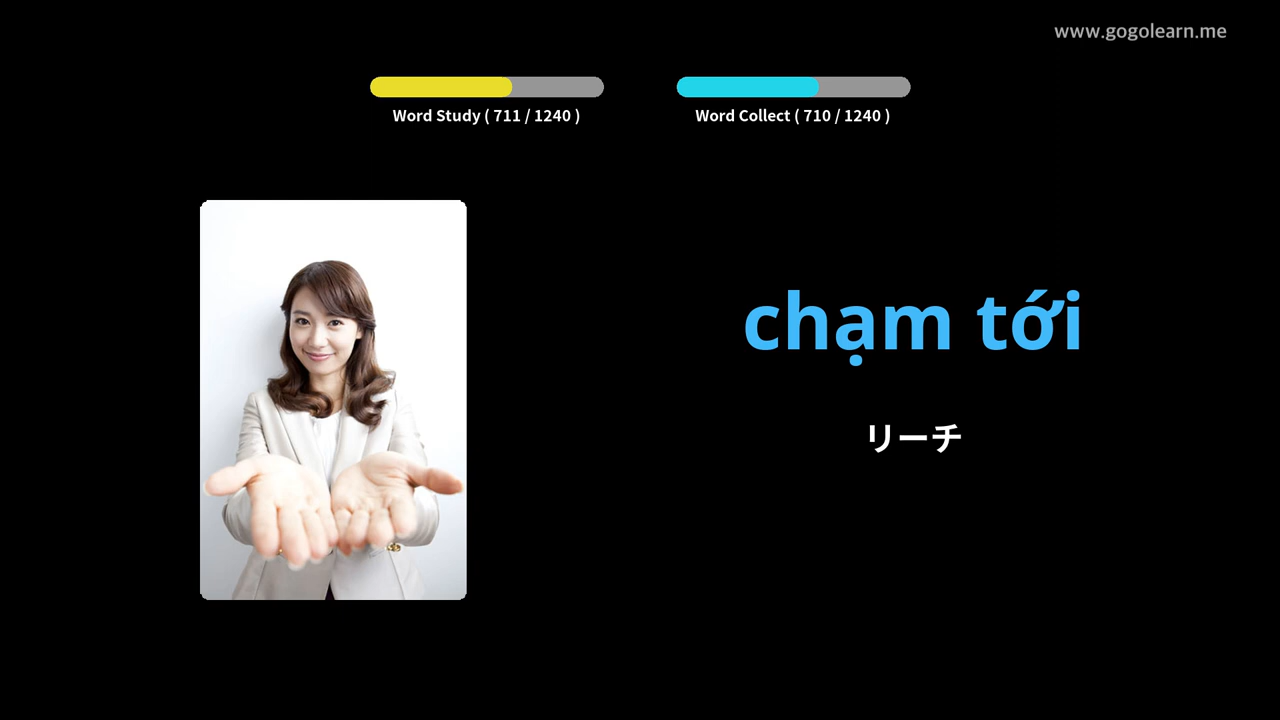 www.gogolearn.me
Word Study ( 711 / 1240 )
Word Collect ( 710 / 1240 )
chạm tới
リーチ